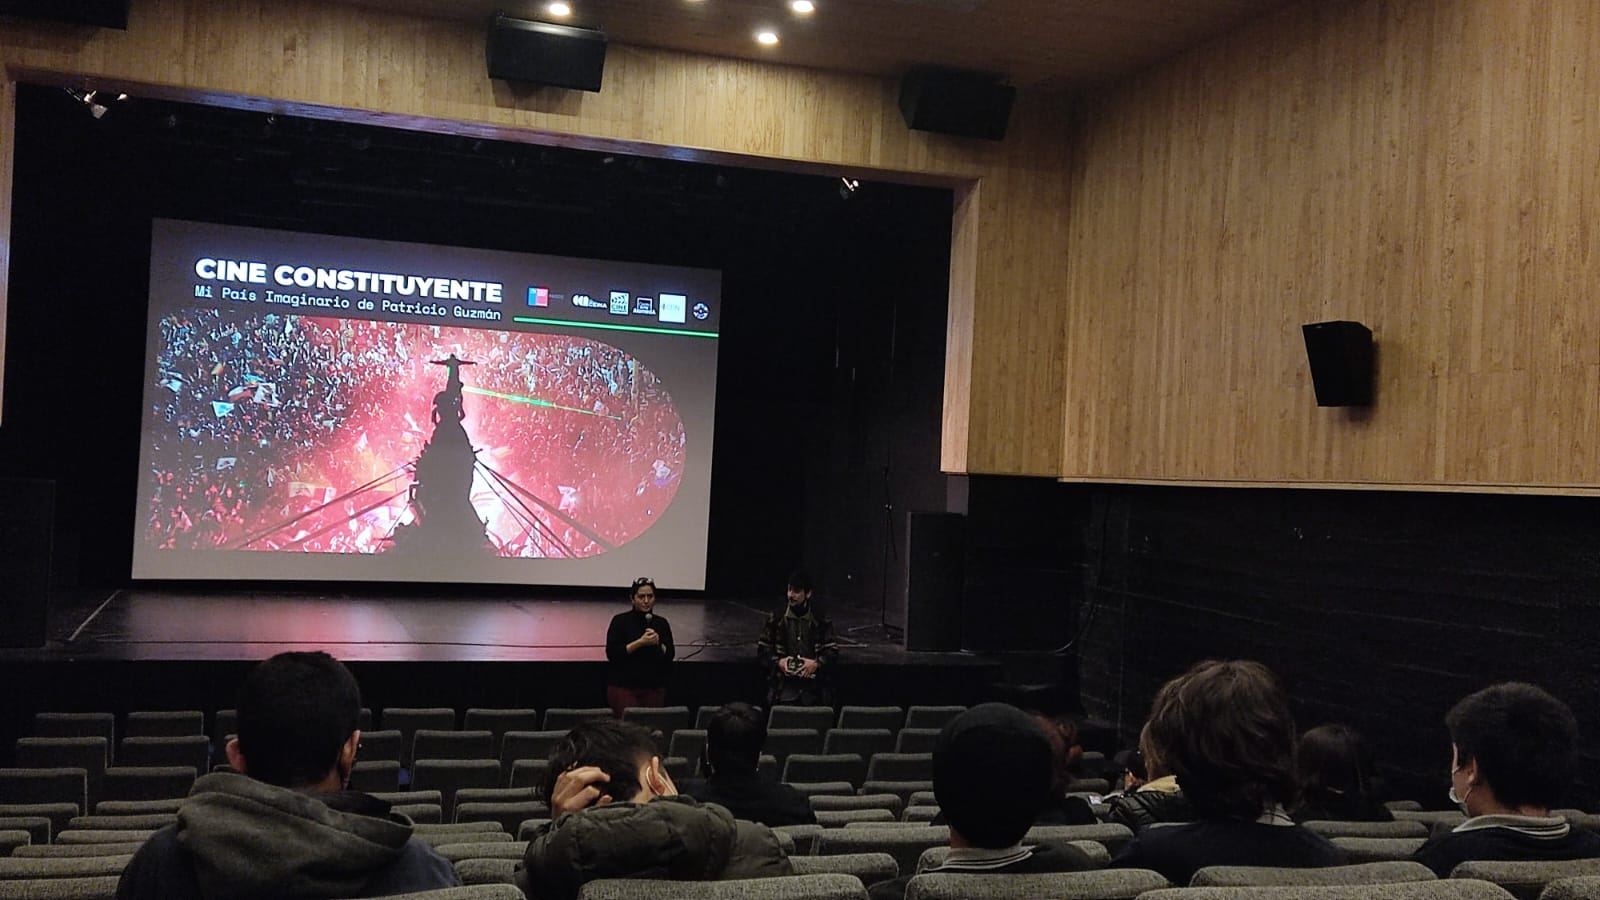 CINE CONSTITUYENTE
Mi País Imaginario de Patricio Guzmán